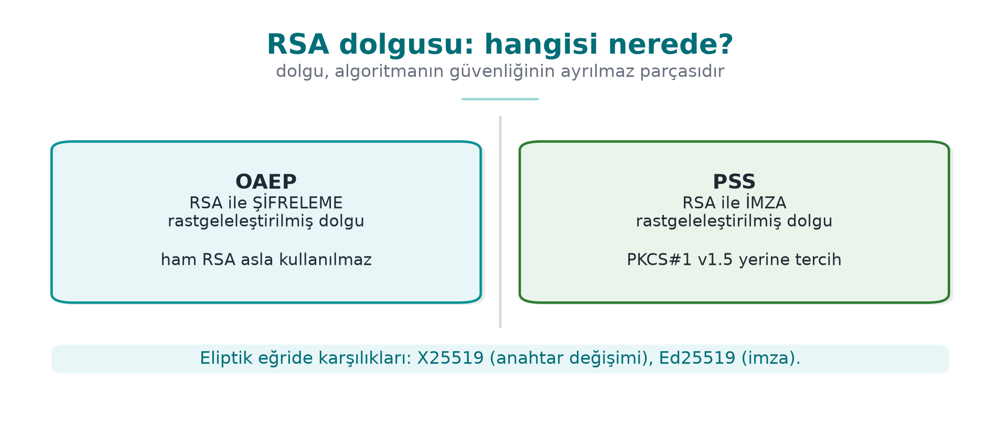 RSA dolgusu: hangisi nerede?
dolgu, algoritmanın güvenliğinin ayrılmaz parçasıdır
OAEP
RSA ile ŞİFRELEME
rastgeleleştirilmiş dolgu
ham RSA asla kullanılmaz
PSS
RSA ile İMZA
rastgeleleştirilmiş dolgu
PKCS#1 v1.5 yerine tercih
Eliptik eğride karşılıkları: X25519 (anahtar değişimi), Ed25519 (imza).